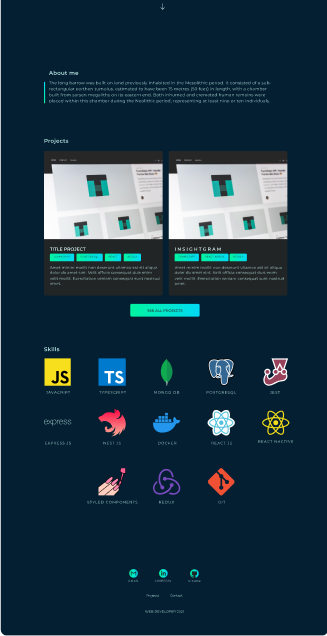 About me
The long barrow was built on land previously inhabited in the Mesolithic period. It consisted of a sub-
rectangular earthen tumulus, estimated to have been 15 metres (50 feet) in length, with a chamber
built from sarsen megaliths on its eastern end. Both inhumed and cremated human remains were
placed within this chamber during the Neolithic period, representing at least nine or ten individuals.
Projects
TITLE PROJECT
INSIGHTGRAM
Amet minim mollit non deserunt ullamco est sit aliqua
dolor do amet sint. Velit officia consequat duis enim
velit mollit. Exercitation veniam consequat sunt nostrud
amet.
Amet minim mollit non deserunt ullamco est sit aliqua
dolor do amet sint. Velit officia consequat duis enim
velit mollit. Exercitation veniam consequat sunt nostrud
amet.
SEE ALL PROJECTS
Skills
JS
TS
JAVASCRIPT
TYPESCRIPT
MONGO DB
POSTGRESQL
JEST
express
EXPRESS JS
NEST JS
DOCKER
REACT JS
REACT NACTIVE
STYLED COMPONENTS
REDUX
GIT
EMAIL
LINKEDIN
GITHUB
Projects
Contact
WEB DEVELOPER® 2021